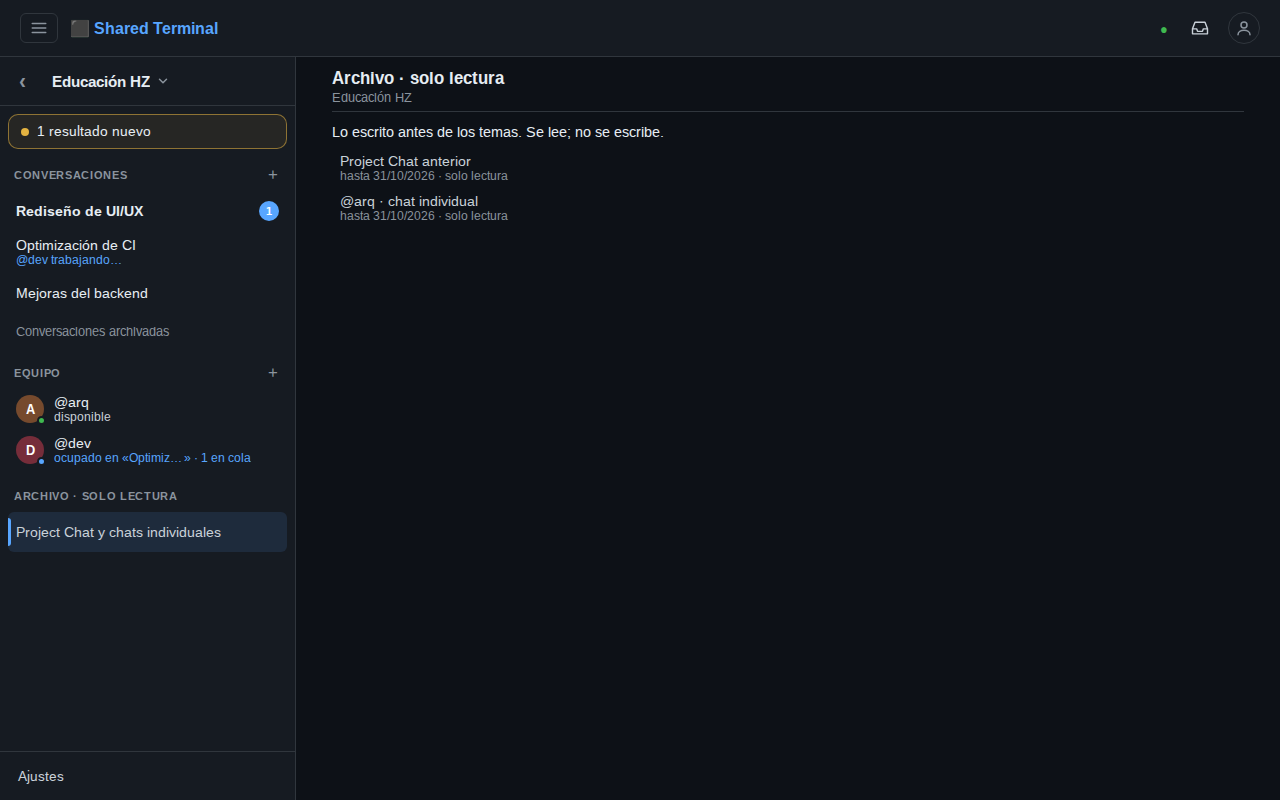 Shared Terminal
Educación HZ
1 resultado nuevo
CONVERSACIONES
+
Rediseño de UI/UX
1
Optimización de CI
@dev trabajando…
Mejoras del backend
Conversaciones archivadas
EQUIPO
+
A
@arq
disponible
D
@dev
ocupado en «Optimiz…» · 1 en cola
ARCHIVO · SOLO LECTURA
Project Chat y chats individuales
Ajustes
Archivo · solo lectura
Educación HZ
Lo escrito antes de los temas. Se lee; no se escribe.
Project Chat anterior
hasta 31/10/2026 · solo lectura
@arq · chat individual
hasta 31/10/2026 · solo lectura